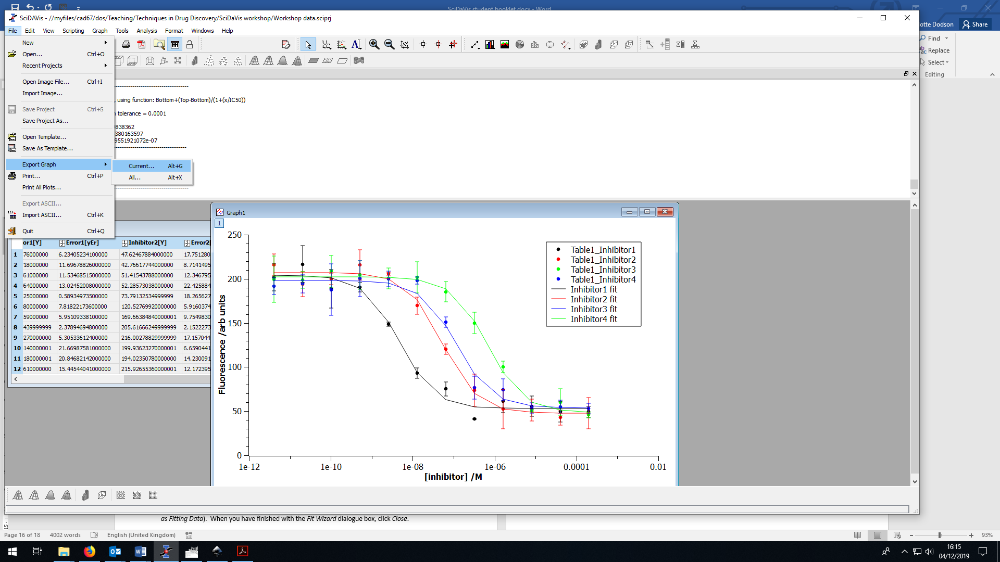 SciDaVis student booklet.docx - Word
SciDAVis - //myfiles/cad67/dos/Teaching/Techniques in Drug Discovery/SciDaVis workshop/Workshop data.sciprj
otte Dodson
Share
File Edit View Scripting Graph Tools Analysis Format Windows Help
New
Open... Ctrl+O
Recent Projects
Open Image File... Ctrl+I
Import Image...
Save Project Ctrl+S
Save Project As...
Open Template...
Save As Template...
Export Graph
Print... Ctrl+P
Print All Plots...
Export ASCII...
Import ASCII... Ctrl+K
Quit Ctrl+Q
Current... Alt+G
All... Alt+X
Find
Replace
Select
Editing
, using function: Bottom+(Top-Bottom)/(1+(x/IC50))
tolerance = 0.0001
838362
380163597
9551921072e-07
or1[Y] Error1[yEr] Inhibitor2[Y] Error2[
1 76000000 6.23405234100000 47.62467884000000 17.751280
2 718000000 11.69678826000000 42.76617744000000 8.7141495
3 761000000 11.53468515000000 51.41543788000000 12.346795
4 764000000 13.02452008000000 52.28573038000000 22.425884
5 25000000 0.58934973500000 73.79132534999999 18.265627
6 80000000 7.81822173600000 120.52769920000000 5.9160374
7 59000000 5.95109338100000 169.66384840000001 9.7549830
8 439999999 2.37894694800000 205.61666249999999 2.1522273
9 270000000 5.30533612400000 216.00278829999999 17.157044
10 140000001 21.66987581000000 199.93623270000001 6.6590441
11 180000001 20.84682142000000 194.02350780000000 14.230091
12 610000000 15.44544041000000 215.92655360000001 12.172395
Graph1
1
250
200
150
100
50
0
Fluorescence /arb units
1e-12 1e-10 1e-08 1e-06 0.0001 0.01
[inhibitor] /M
Table1_Inhibitor1
Table1_Inhibitor2
Table1_Inhibitor3
Table1_Inhibitor4
Inhibitor1 fit
Inhibitor2 fit
Inhibitor3 fit
Inhibitor4 fit
as Fitting Data). When you have finished with the Fit Wizard dialogue box, click Close.
Page 16 of 18 4002 words English (United Kingdom) 93%
16:15
04/12/2019